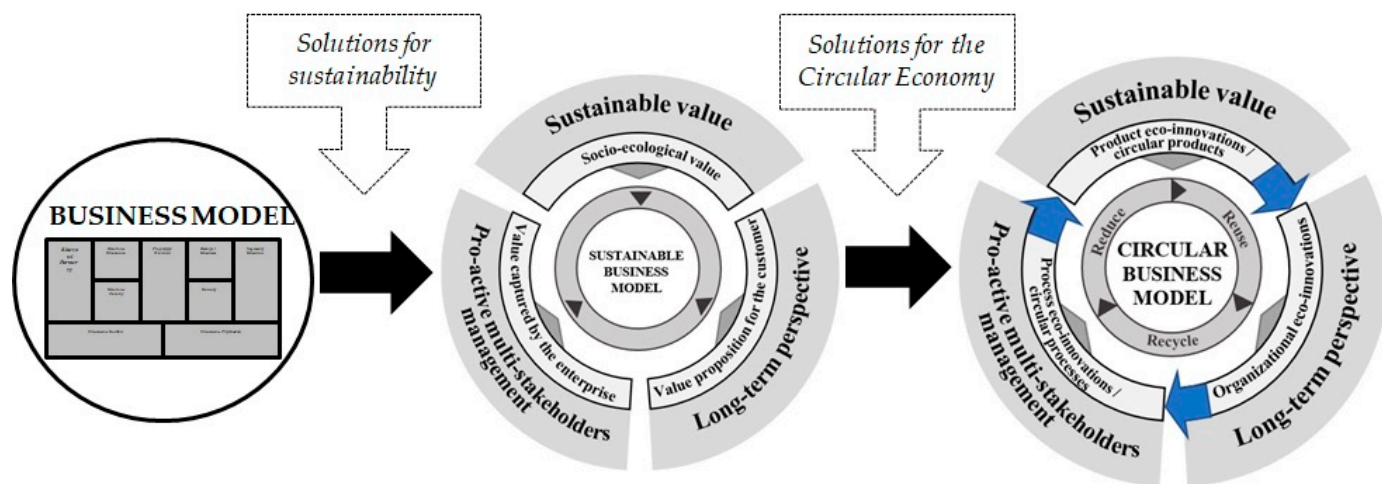 Solutions for
sustainability
Solutions for the
Circular Economy
BUSINESS MODEL
Sustainable value
Socio-ecological value
Pro-active multi-stakeholders
management
Value captured by the enterprise
SUSTAINABLE
BUSINESS
MODEL
Value proposition for the customer
Long-term perspective
Sustainable value
Product eco-innovations /
circular products
Pro-active multi-stakeholders
management
Process eco-innovations /
circular processes
Reduce
Reuse
Recycle
CIRCULAR
BUSINESS
MODEL
Organizational eco-innovations
Long-term perspective